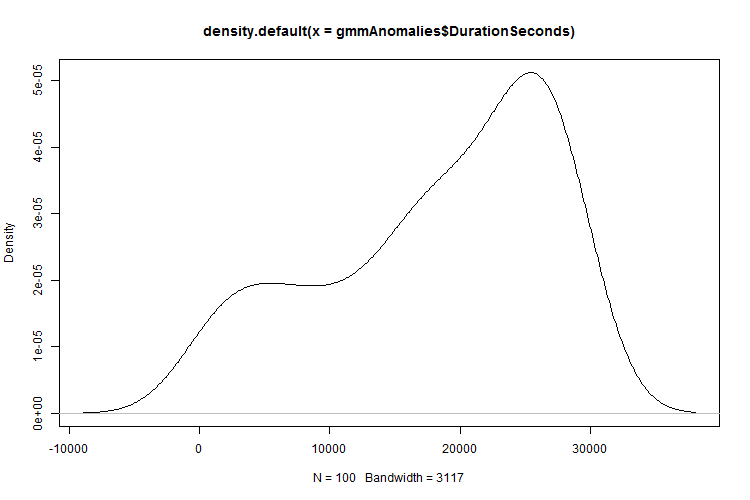 density.default(x = gmmAnomalies$DurationSeconds)
Density
5e-05
4e-05
3e-05
2e-05
1e-05
0e+00
-10000 0 10000 20000 30000
N = 100 Bandwidth = 3117